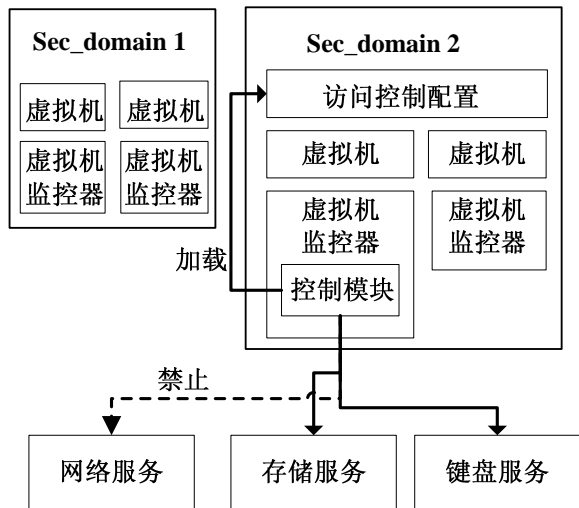 Sec_domain 1
虚拟机
虚拟机
虚拟机
监控器
虚拟机
监控器
Sec_domain 2
访问控制配置
虚拟机
虚拟机
虚拟机
监控器
控制模块
虚拟机
监控器
加载
禁止
网络服务
存储服务
键盘服务